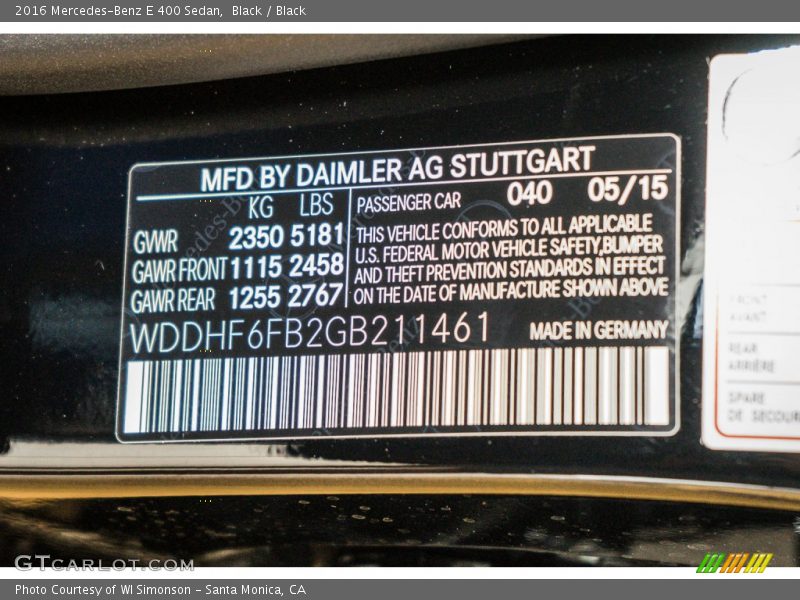 2016 Mercedes-Benz E 400 Sedan,  Black / Black
MFD BY DAIMLER AG STUTTGART
KG LBS
GVWR 2350 5181
GAWR FRONT 1115 2458
GAWR REAR 1255 2767
PASSENGER CAR 040 05/15
THIS VEHICLE CONFORMS TO ALL APPLICABLE
U.S. FEDERAL MOTOR VEHICLE SAFETY,BUMPER
AND THEFT PREVENTION STANDARDS IN EFFECT
ON THE DATE OF MANUFACTURE SHOWN ABOVE
WDDHF6FB2GB211461 MADE IN GERMANY
FRONT
AVANT
REAR
ARRIÈRE
SPARE
DE SECOURS
GTCARLOT.COM
Photo Courtesy of WI Simonson - Santa Monica, CA